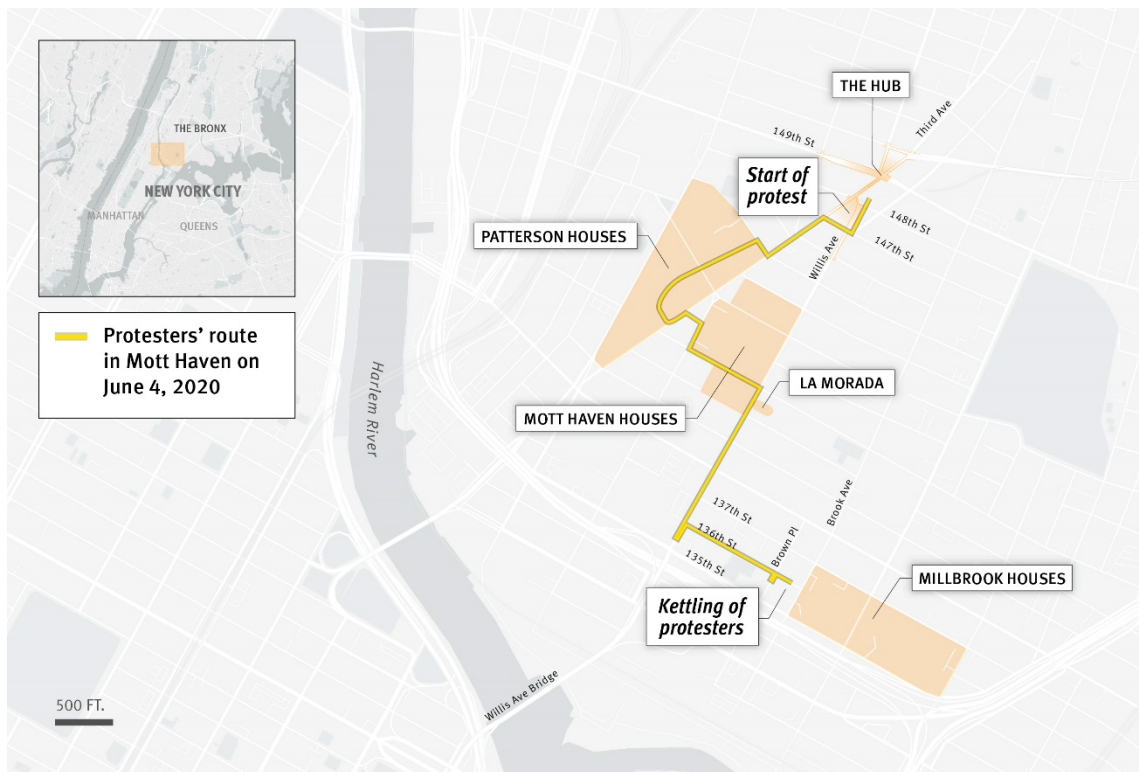 THE BRONX
NEW YORK CITY
MANHATTAN
QUEENS
Protesters' route
in Mott Haven on
June 4, 2020
THE HUB
Third Ave
149th St
Start of
protest
148th St
147th St
Willis Ave
PATTERSON HOUSES
LA MORADA
MOTT HAVEN HOUSES
Harlem River
137th St
136th St
135th St
Brown Pl
Brook Ave
MILLBROOK HOUSES
Kettling of
protesters
Willis Ave Bridge
500 FT.